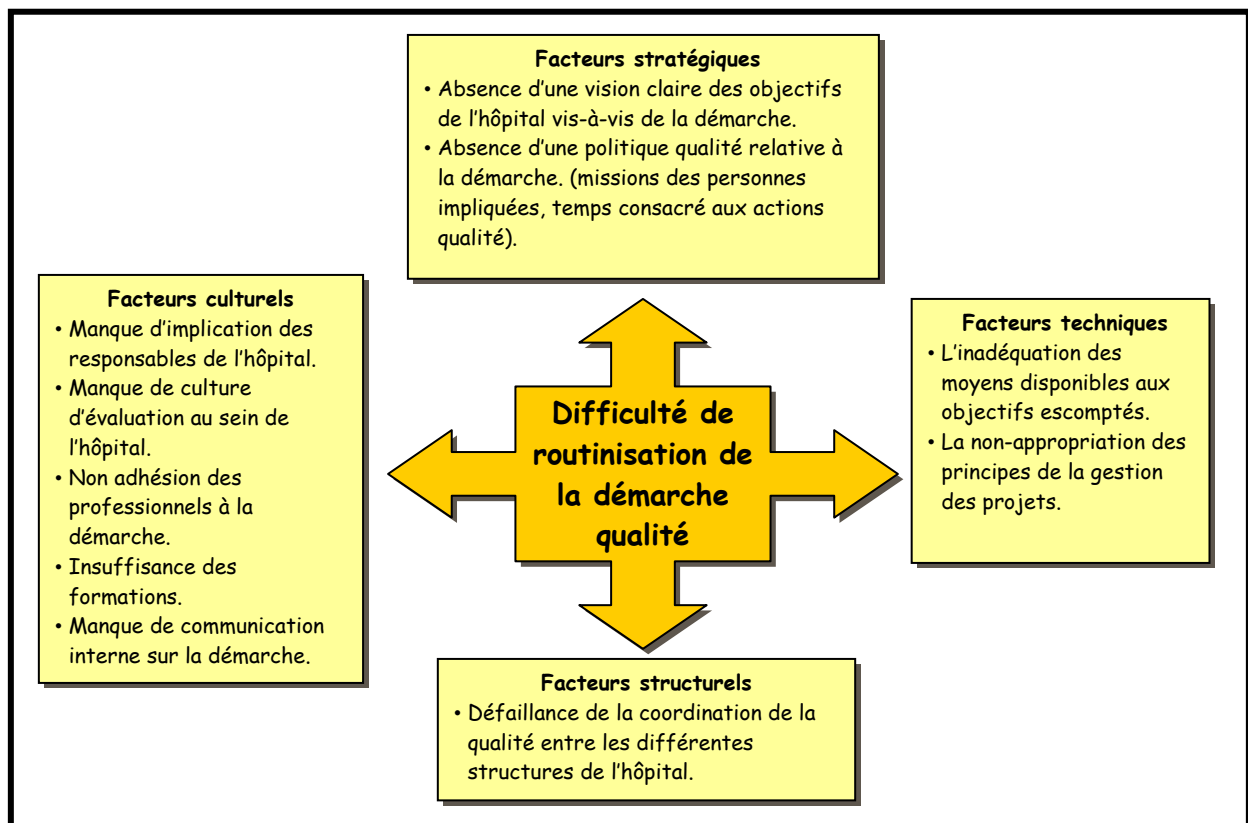 Facteurs stratégiques
• Absence d'une vision claire des objectifs
de l'hôpital vis-à-vis de la démarche.
• Absence d'une politique qualité relative à
la démarche. (missions des personnes
impliquées, temps consacré aux actions
qualité).
Facteurs culturels
• Manque d'implication des
responsables de l'hôpital.
• Manque de culture
d'évaluation au sein de
l'hôpital.
• Non adhésion des
professionnels à la
démarche.
• Insuffisance des
formations.
• Manque de communication
interne sur la démarche.
Difficulté de
routinisation de
la démarche
qualité
Facteurs techniques
• L'inadéquation des
moyens disponibles aux
objectifs escomptés.
• La non-appropriation des
principes de la gestion
des projets.
Facteurs structurels
• Défaillance de la coordination de la
qualité entre les différentes
structures de l'hôpital.